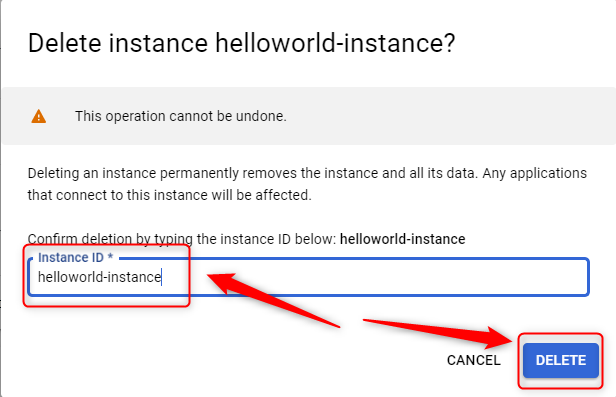 Delete instance helloworld-instance?
This operation cannot be undone.
Deleting an instance permanently removes the instance and all its data. Any applications
that connect to this instance will be affected.
Confirm deletion by typing the instance ID below: helloworld-instance
Instance ID *
helloworld-instance
CANCEL DELETE